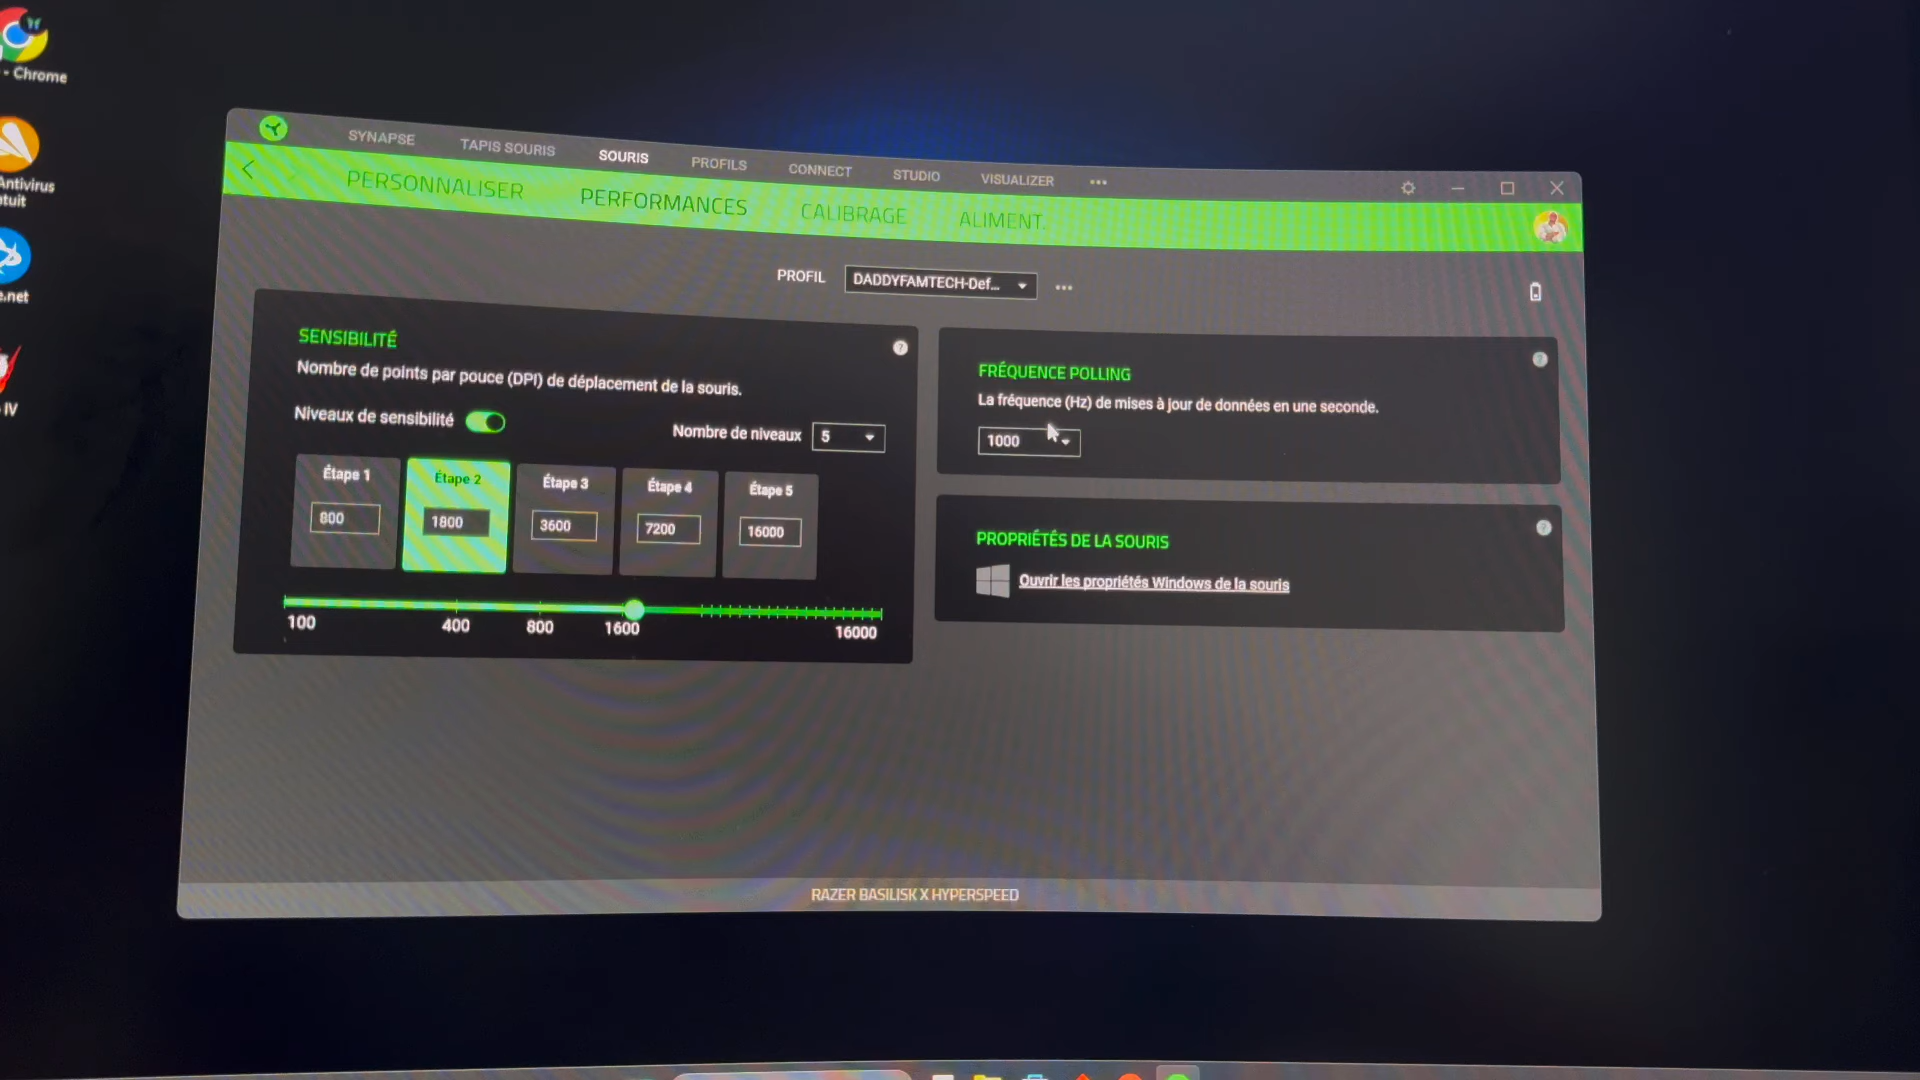 - Chrome
Antivirus
tuit
e.net
IV
SYNAPSE
TAPIS SOURIS
SOURIS
PROFILS
CONNECT
STUDIO
VISUALIZER
PERSONNALISER
PERFORMANCES
CALIBRAGE
ALIMENT.
PROFIL
DADDYFAMTECH-Def...
SENSIBILITÉ
Nombre de points par pouce (DPI) de déplacement de la souris.
Niveaux de sensibilité
Nombre de niveaux
5
Étape 1
Étape 2
Étape 3
Étape 4
Étape 5
800
1800
3600
7200
16000
100
400
800
1600
16000
FRÉQUENCE POLLING
La fréquence (Hz) de mises à jour de données en une seconde.
1000
PROPRIÉTÉS DE LA SOURIS
Ouvrir les propriétés Windows de la souris
RAZER BASILISK X HYPERSPEED